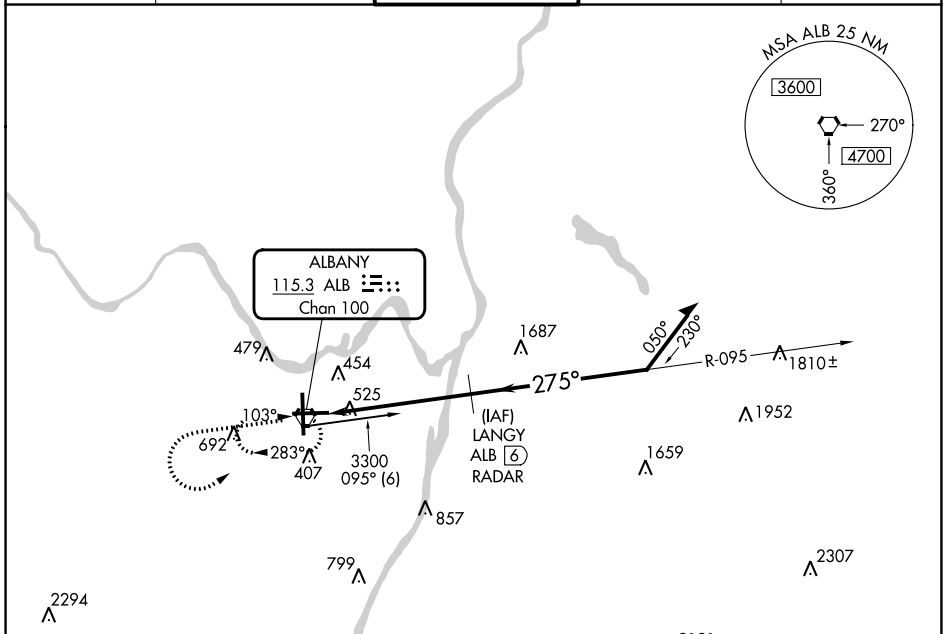 MSA ALB 25 NM
3600
270°
4700
360°
ALBANY
115.3 ALB
Chan 100
1687
050°
230°
R-095
1810±
479
454
275°
525
103°
1952
(IAF)
LANGY
ALB 6
RADAR
692
283°
407
3300
095° (6)
1659
857
799
2307
2294